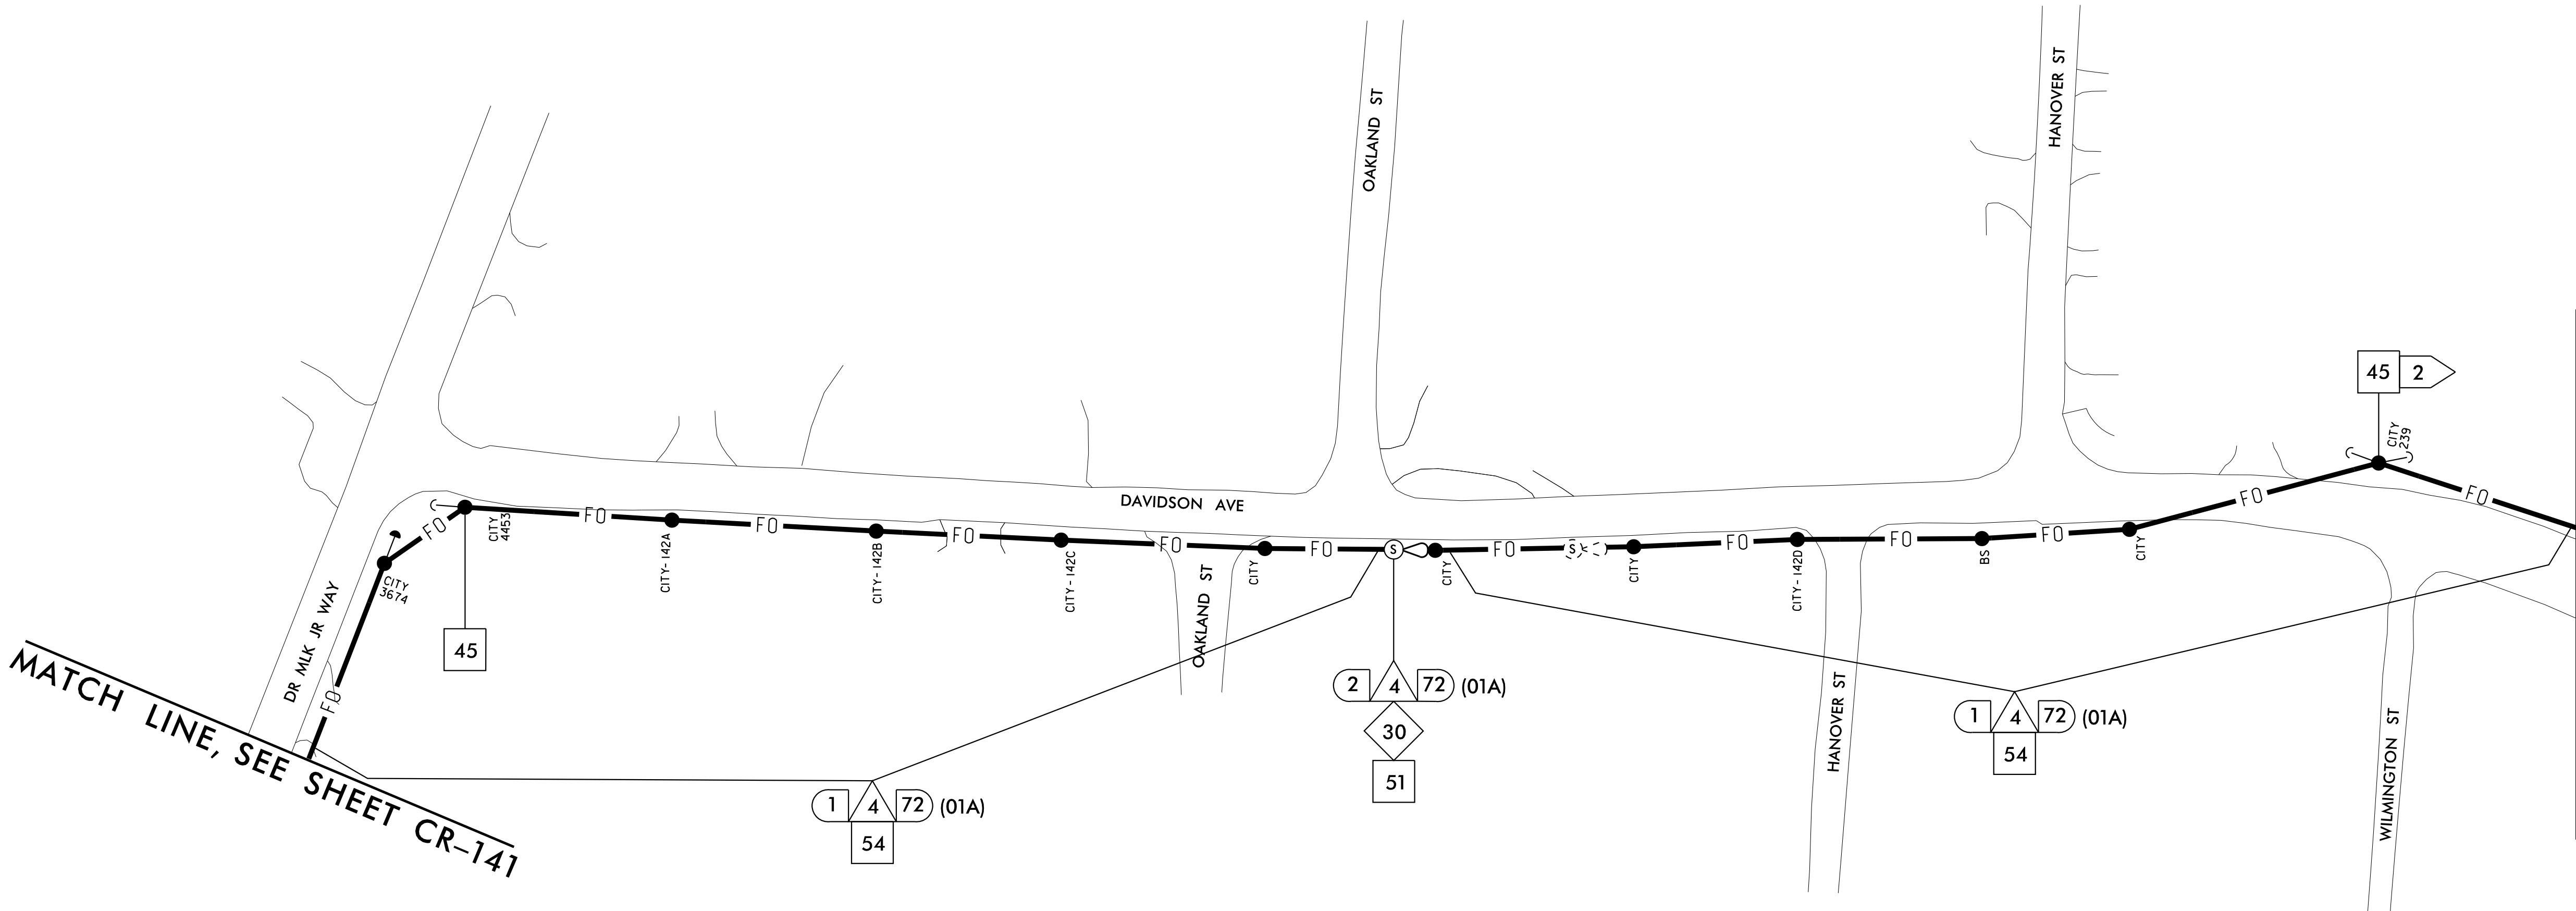 OAKLAND ST
HANOVER ST
45 2
CITY
239
DAVIDSON AVE
FO
FO
FO
FO
FO
FO
S
FO
S
FO
FO
FO
FO
FO
FO
FO
CITY
4453
CITY
3674
CITY-142A
CITY-142B
CITY-142C
CITY
CITY
CITY
CITY-142D
BS
CITY
DR MLK JR WAY
OAKLAND ST
HANOVER ST
WILMINGTON ST
45
2 4 72 (01A)
30
51
1 4 72 (01A)
54
1 4 72 (01A)
54
MATCH LINE, SEE SHEET CR-141